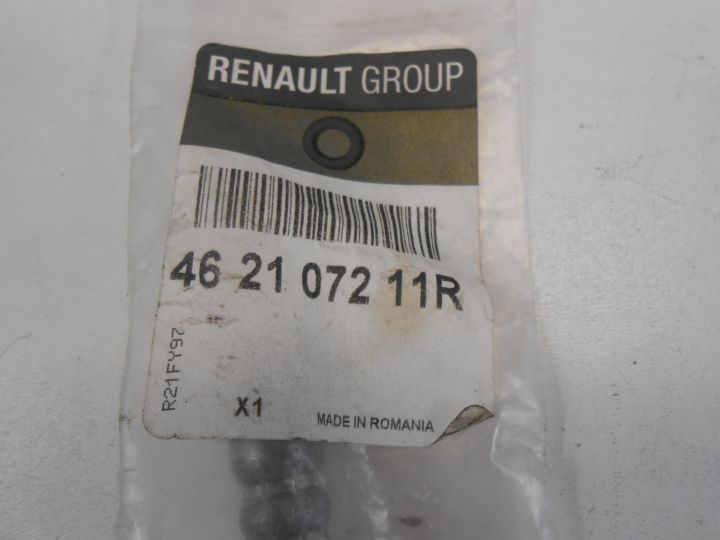 RENAULT GROUP
46 21 072 11R
R21FY97
X1
MADE IN ROMANIA